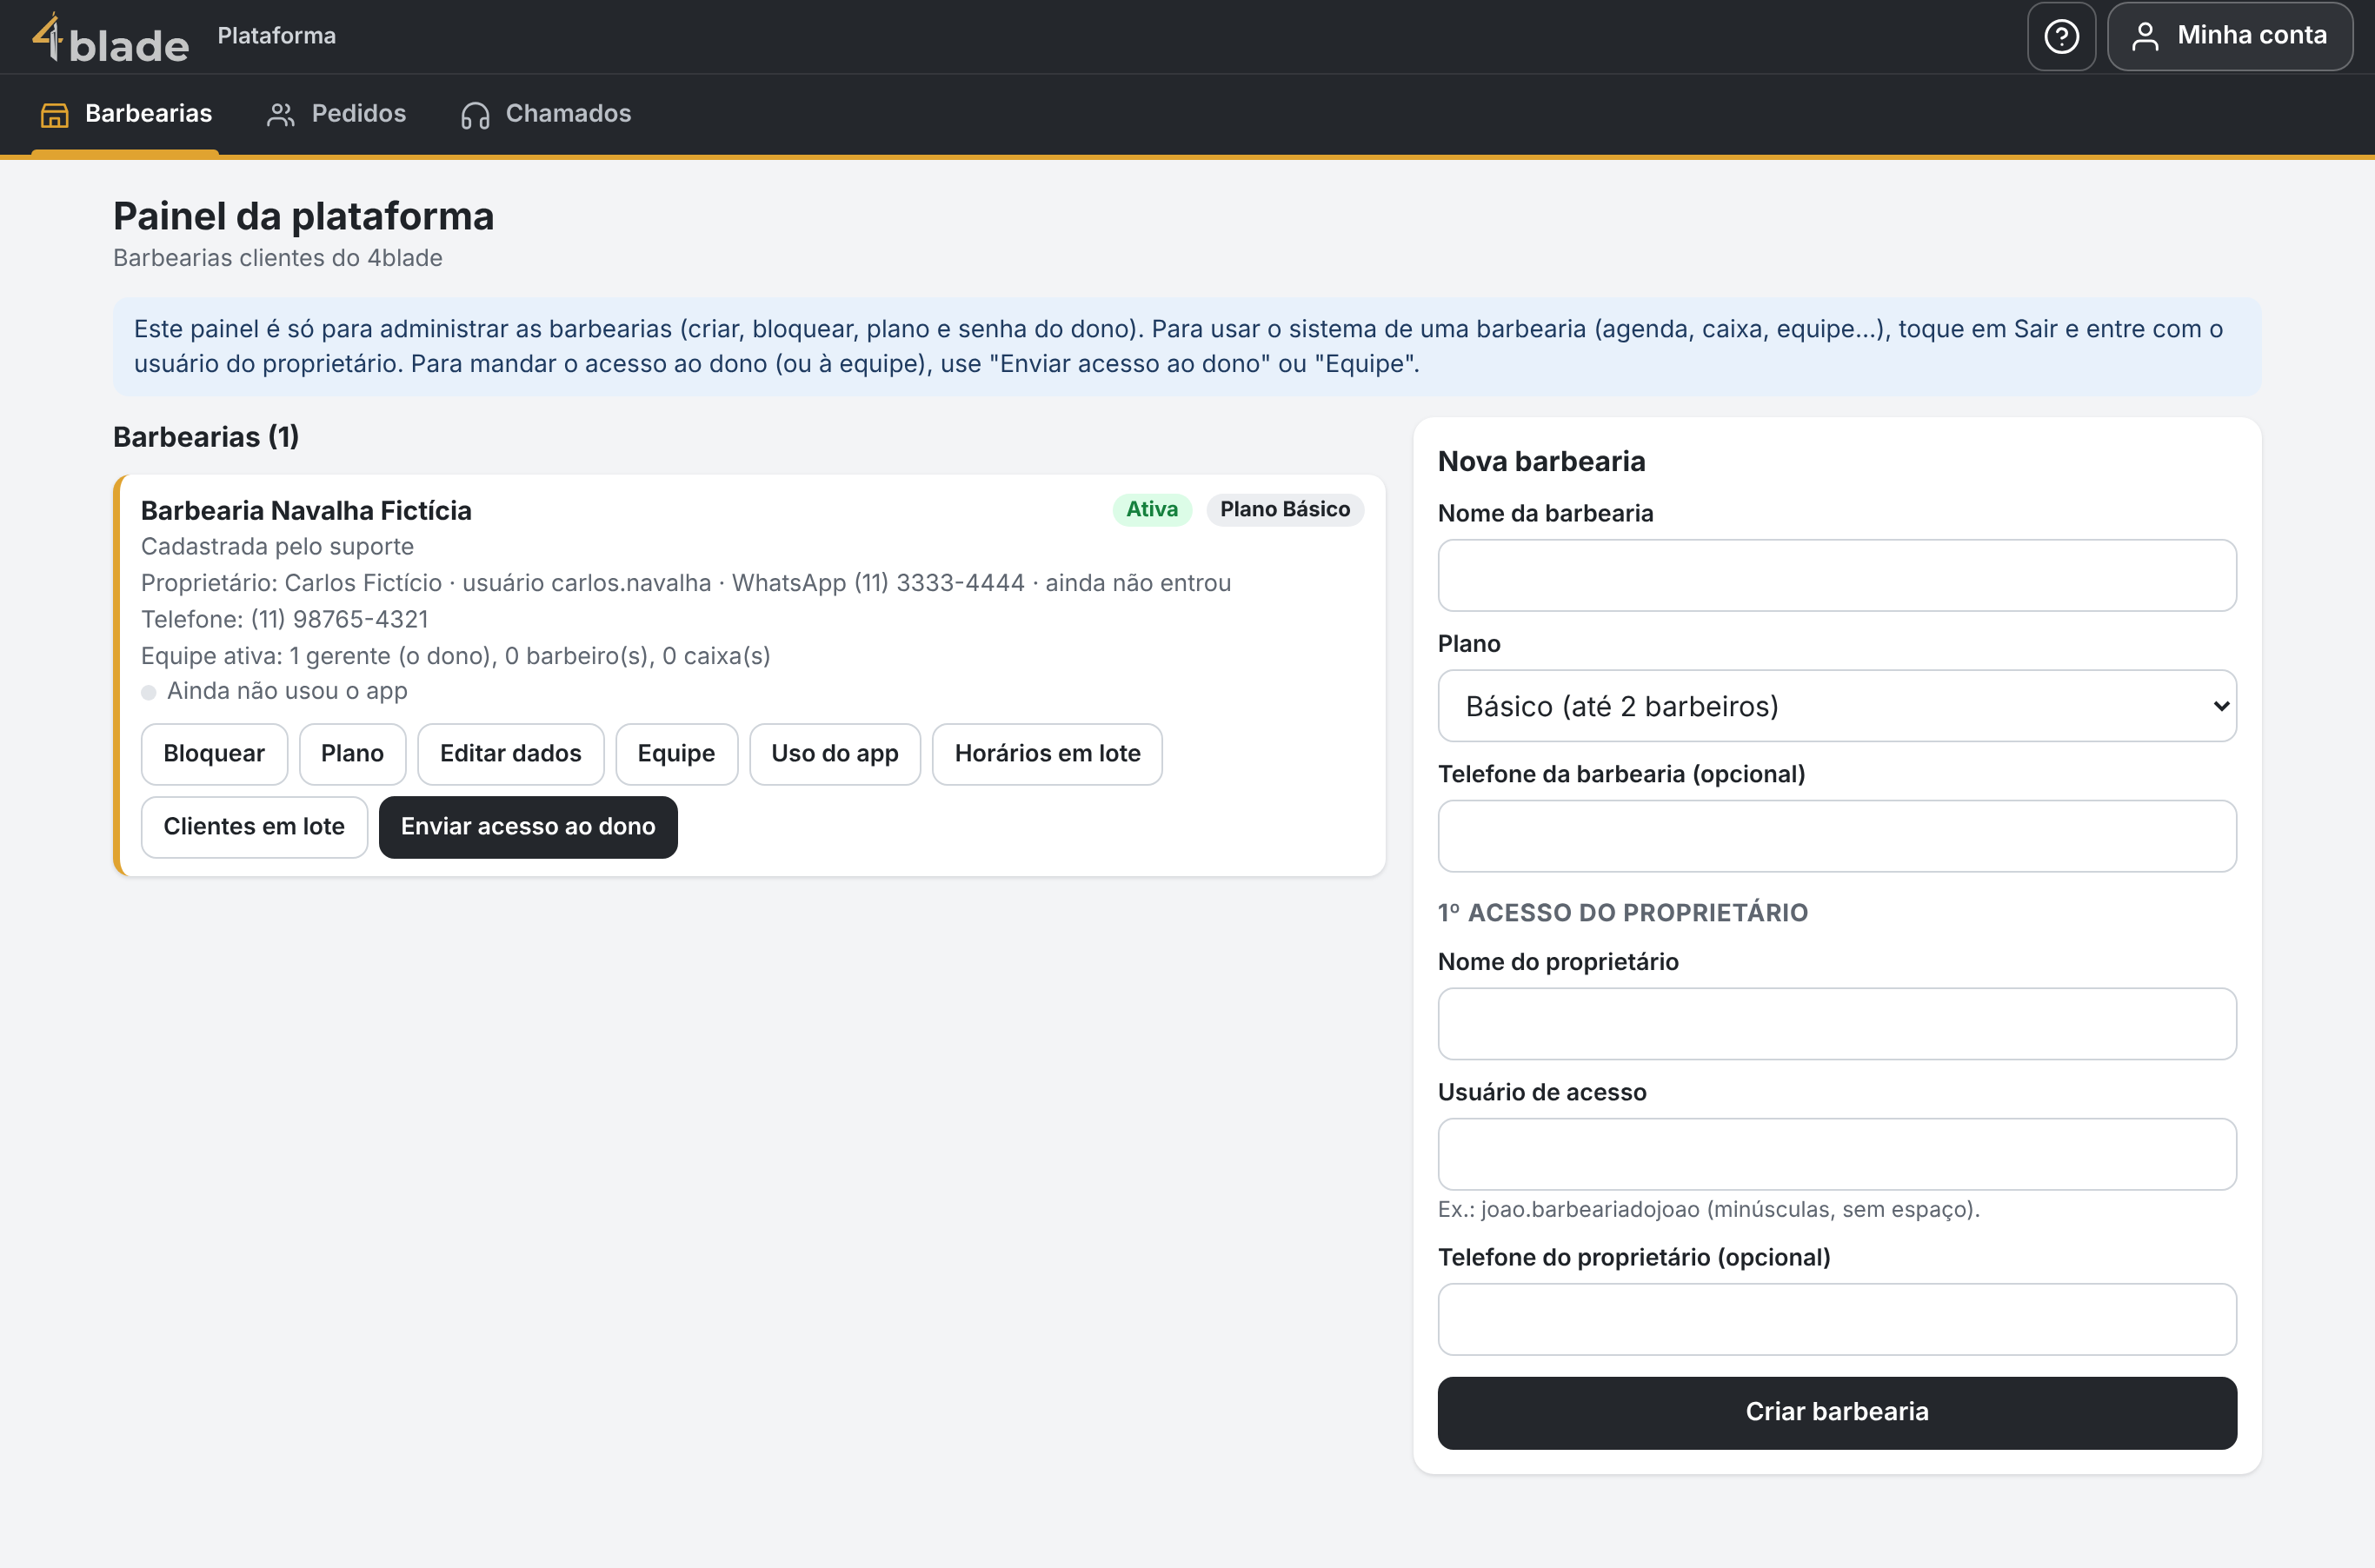 4blade Plataforma Minha conta
Barbearias Pedidos Chamados
Painel da plataforma
Barbearias clientes do 4blade
Este painel é só para administrar as barbearias (criar, bloquear, plano e senha do dono). Para usar o sistema de uma barbearia (agenda, caixa, equipe...), toque em Sair e entre com o
usuário do proprietário. Para mandar o acesso ao dono (ou à equipe), use "Enviar acesso ao dono" ou "Equipe".
Barbearias (1)
Barbearia Navalha Fictícia Ativa Plano Básico
Cadastrada pelo suporte
Proprietário: Carlos Fictício · usuário carlos.navalha · WhatsApp (11) 3333-4444 · ainda não entrou
Telefone: (11) 98765-4321
Equipe ativa: 1 gerente (o dono), 0 barbeiro(s), 0 caixa(s)
Ainda não usou o app
Bloquear Plano Editar dados Equipe Uso do app Horários em lote
Clientes em lote Enviar acesso ao dono
Nova barbearia
Nome da barbearia
Plano
Básico (até 2 barbeiros)
Telefone da barbearia (opcional)
1º ACESSO DO PROPRIETÁRIO
Nome do proprietário
Usuário de acesso
Ex.: joao.barbeariadojoao (minúsculas, sem espaço).
Telefone do proprietário (opcional)
Criar barbearia